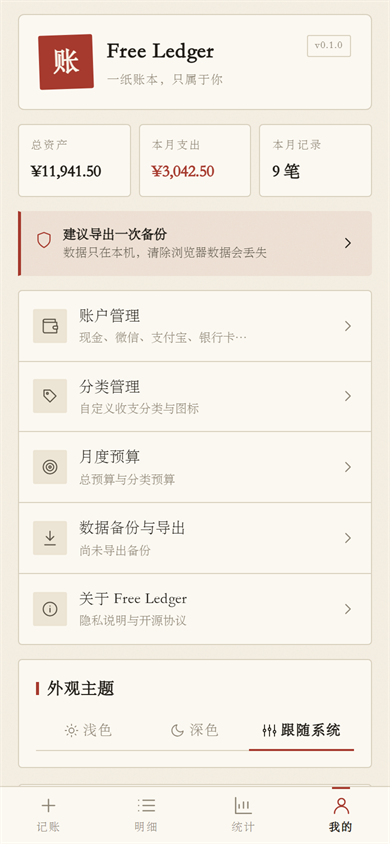 账
Free Ledger
v0.1.0
一纸账本，只属于你
总资产
¥11,941.50
本月支出
¥3,042.50
本月记录
9 笔
建议导出一次备份
数据只在本机，清除浏览器数据会丢失
账户管理
现金、微信、支付宝、银行卡…
分类管理
自定义收支分类与图标
月度预算
总预算与分类预算
数据备份与导出
尚未导出备份
关于 Free Ledger
隐私说明与开源协议
外观主题
浅色
深色
跟随系统
记账
明细
统计
我的